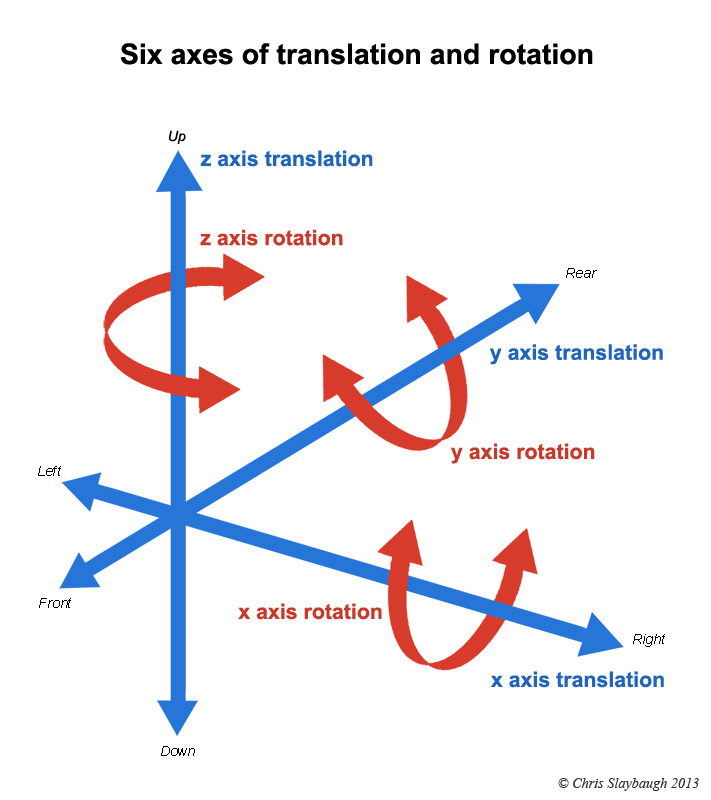 Six axes of translation and rotation
Up
z axis translation
z axis rotation
Rear
y axis translation
y axis rotation
Left
Front
x axis rotation
Right
x axis translation
Down
© Chris Slaybaugh 2013